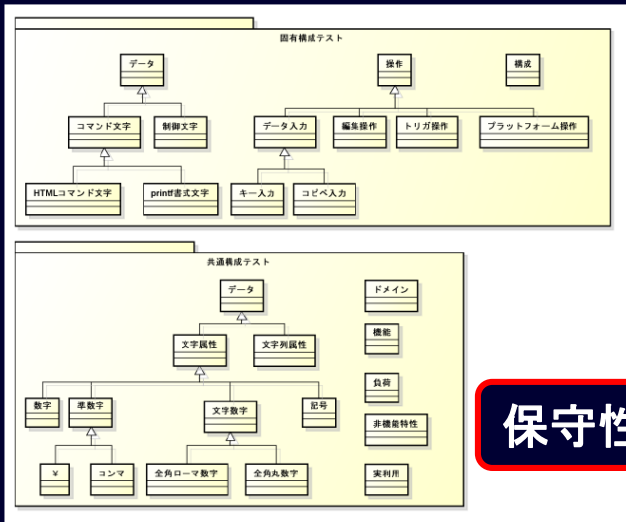 固有構成テスト
データ
操作
構成
コマンド文字
制御文字
データ入力
編集操作
トリガ操作
プラットフォーム操作
HTMLコマンド文字
printf書式文字
キー入力
コピペ入力
共通構成テスト
データ
ドメイン
文字属性
文字列属性
機能
負荷
数字
準数字
文字数字
記号
非機能特性
¥
コンマ
全角ローマ数字
全角丸数字
実利用
保守性